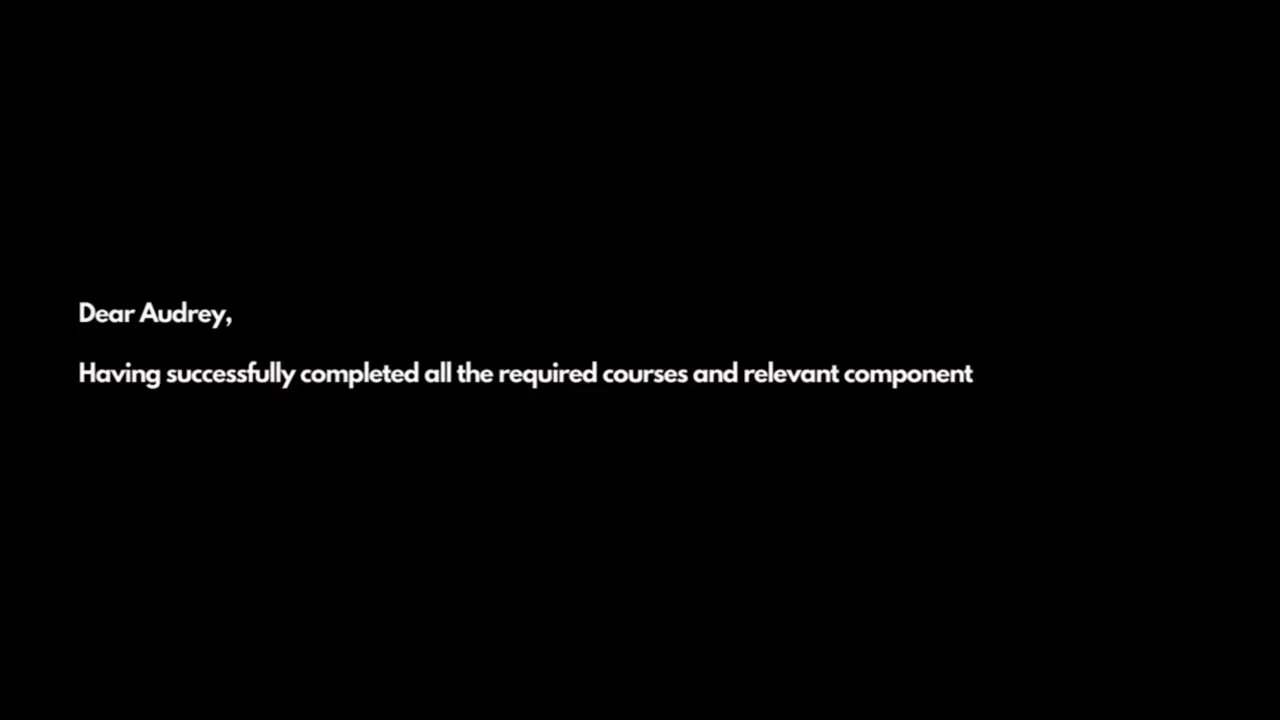 Dear Audrey,
Having successfully completed all the required courses and relevant component